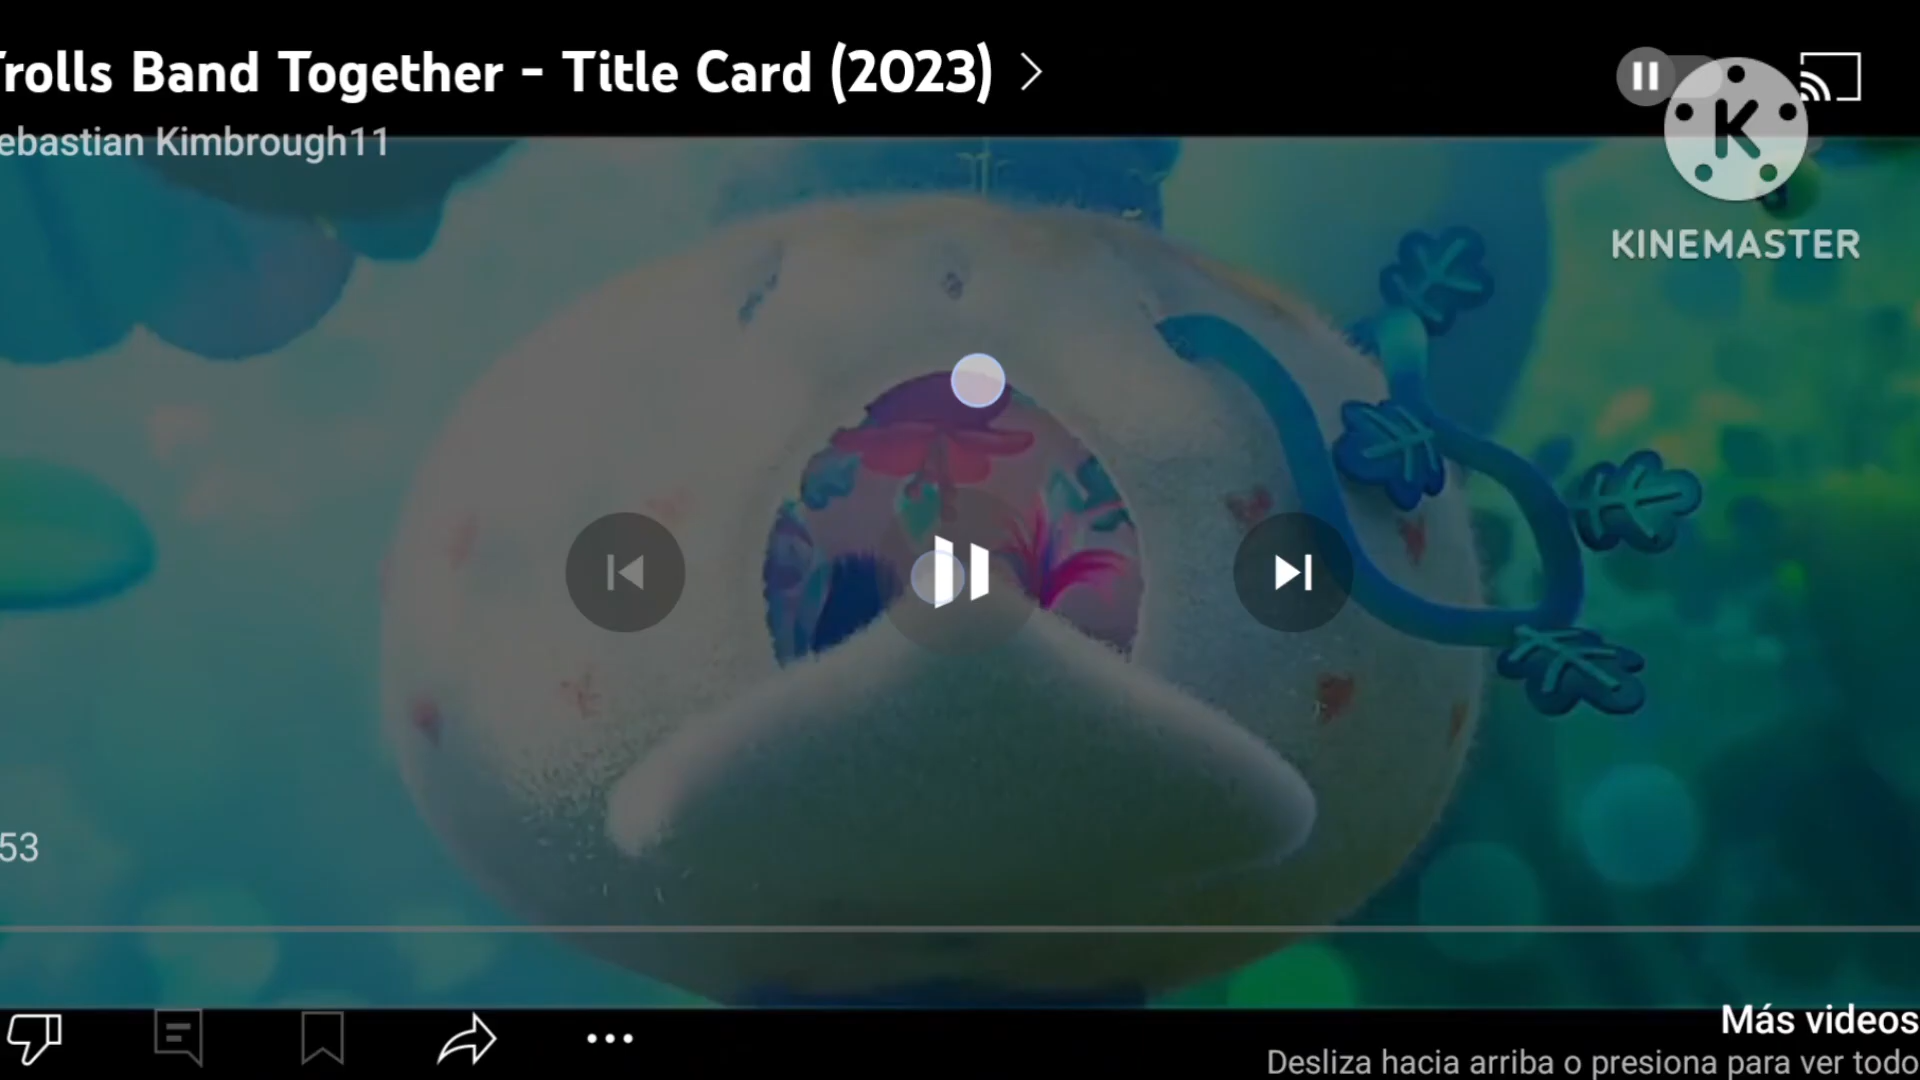 rolls Band Together - Title Card (2023)
ebastian Kimbrough11
K
KINEMASTER
53
Más videos
Desliza hacia arriba o presiona para ver todo